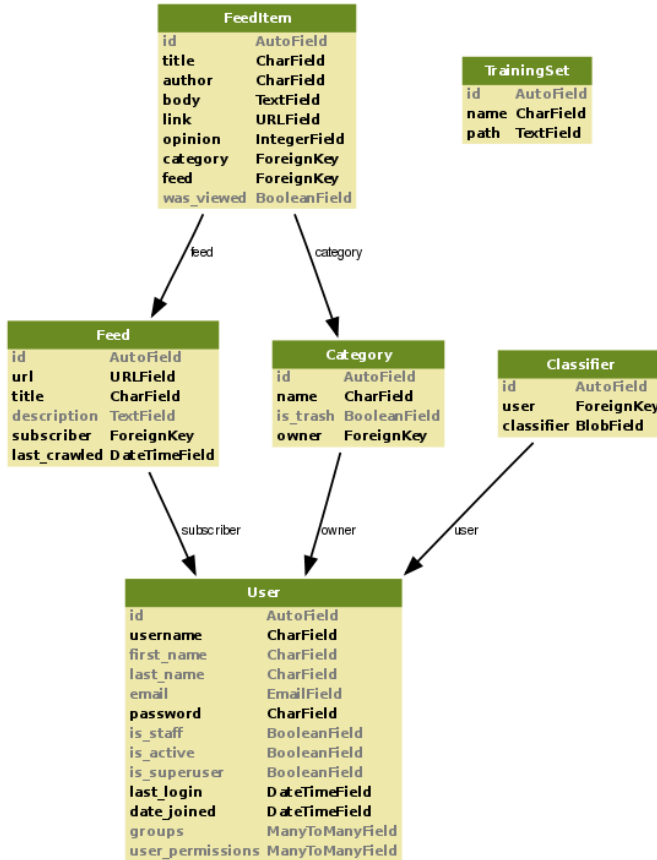 FeedItem
id AutoField
title CharField
author CharField
body TextField
link URLField
opinion IntegerField
category ForeignKey
feed ForeignKey
was_viewed BooleanField
TrainingSet
id AutoField
name CharField
path TextField
feed
category
Feed
id AutoField
url URLField
title CharField
description TextField
subscriber ForeignKey
last_crawled DateTimeField
Category
id AutoField
name CharField
is_trash BooleanField
owner ForeignKey
Classifier
id AutoField
user ForeignKey
classifier BlobField
subscriber
owner
user
User
id AutoField
username CharField
first_name CharField
last_name CharField
email EmailField
password CharField
is_staff BooleanField
is_active BooleanField
is_superuser BooleanField
last_login DateTimeField
date_joined DateTimeField
groups ManyToManyField
user_permissions ManyToManyField